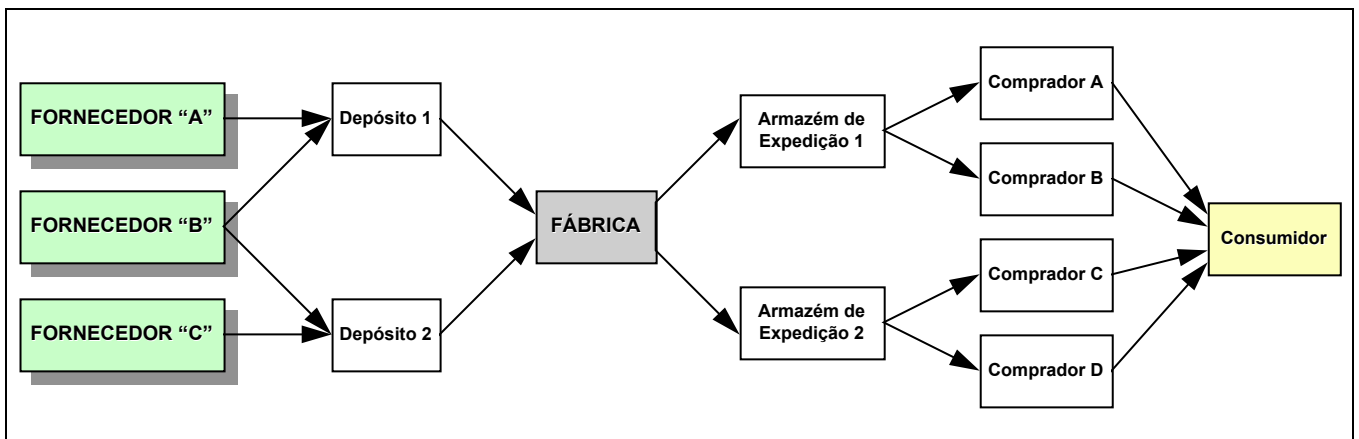 FORNECEDOR “A”
FORNECEDOR “B”
FORNECEDOR “C”
Depósito 1
Depósito 2
FÁBRICA
Armazém de
Expedição 1
Armazém de
Expedição 2
Comprador A
Comprador B
Comprador C
Comprador D
Consumidor